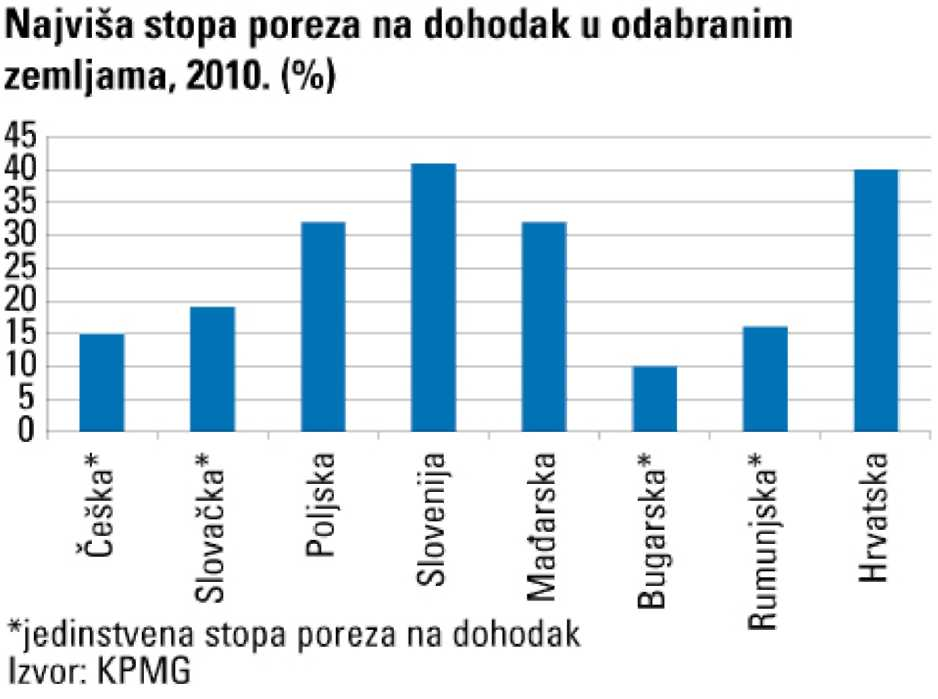 Najviša stopa poreza na dohodak u odabranim
zemljama, 2010. (%)
45
40
35
30
25
20
15
10
5
0
Češka*
Slovačka*
Poljska
Slovenija
Mađarska
Bugarska*
Rumunjska*
Hrvatska
*jedinstvena stopa poreza na dohodak
Izvor: KPMG